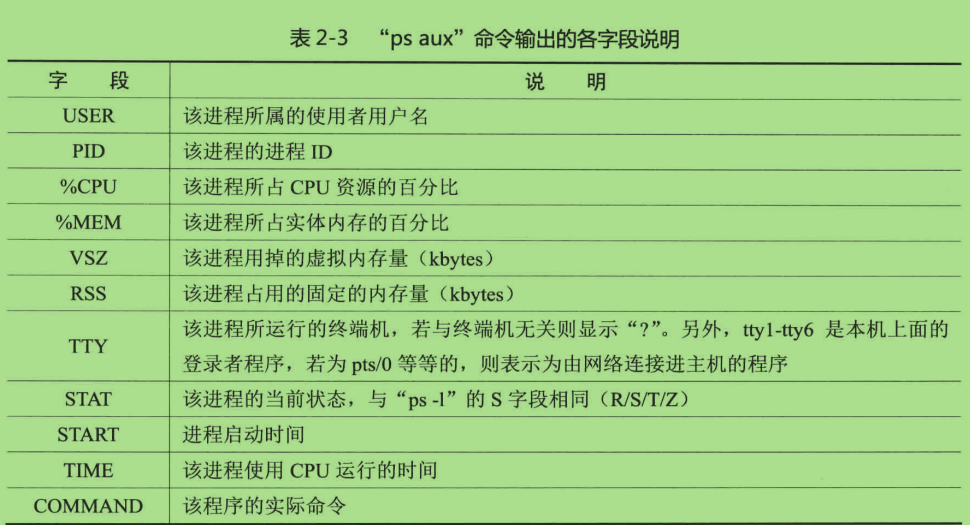 表 2-3 “ps aux”命令输出的各字段说明
字 段 说 明
USER 该进程所属的使用者用户名
PID 该进程的进程 ID
%CPU 该进程所占 CPU 资源的百分比
%MEM 该进程所占实体内存的百分比
VSZ 该进程用掉的虚拟内存量（kbytes）
RSS 该进程占用的固定的内存量（kbytes）
TTY 该进程所运行的终端机，若与终端机无关则显示“?”。另外，tty1-tty6 是本机上面的
登录者程序，若为 pts/0 等等的，则表示为由网络连接进主机的程序
STAT 该进程的当前状态，与“ps -l”的 S 字段相同（R/S/T/Z）
START 进程启动时间
TIME 该进程使用 CPU 运行的时间
COMMAND 该程序的实际命令